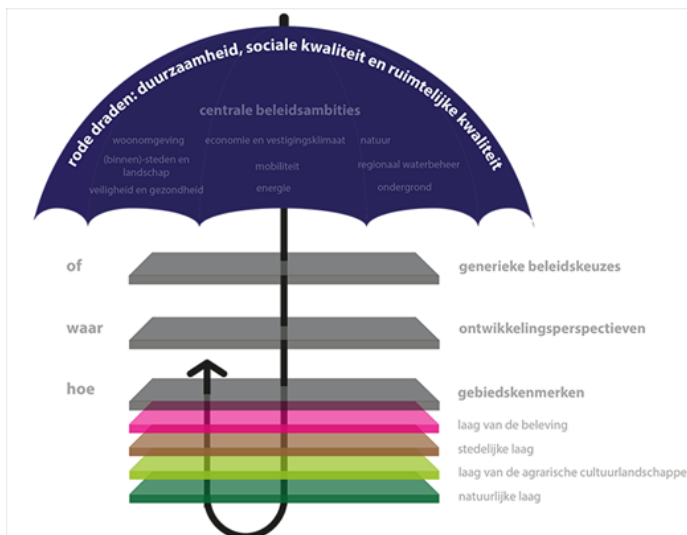 rode draden: duurzaamheid, sociale kwaliteit en ruimtelijke kwaliteit
centrale beleidsambities
woonomgeving
economie en vestigingsklimaat
natuur
(binnen)-steden en
landschap
mobiliteit
regionaal waterbeheer
veiligheid en gezondheid
energie
ondergrond
of
generieke beleidskeuzes
waar
ontwikkelingsperspectieven
hoe
gebiedskenmerken
laag van de beleving
stedelijke laag
laag van de agrarische cultuurlandschappe
natuurlijke laag